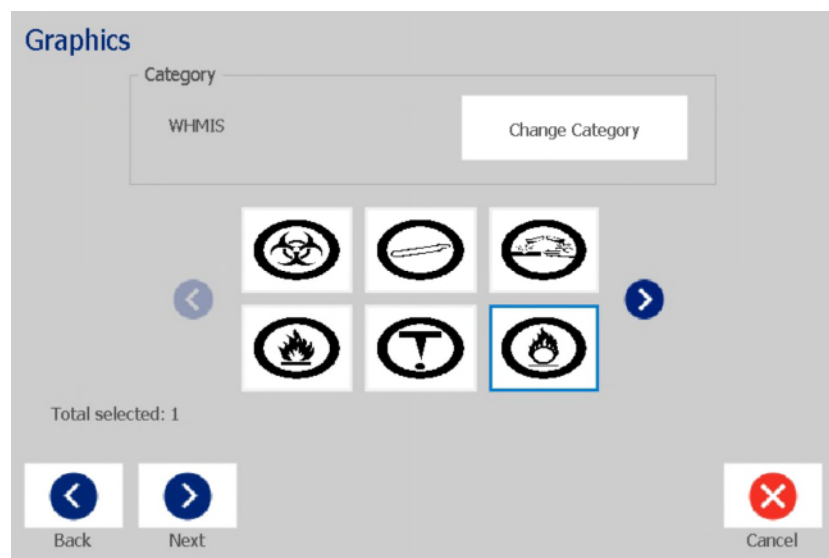 Graphics
Category
WHMIS
Change Category
Total selected: 1
Back
Next
Cancel